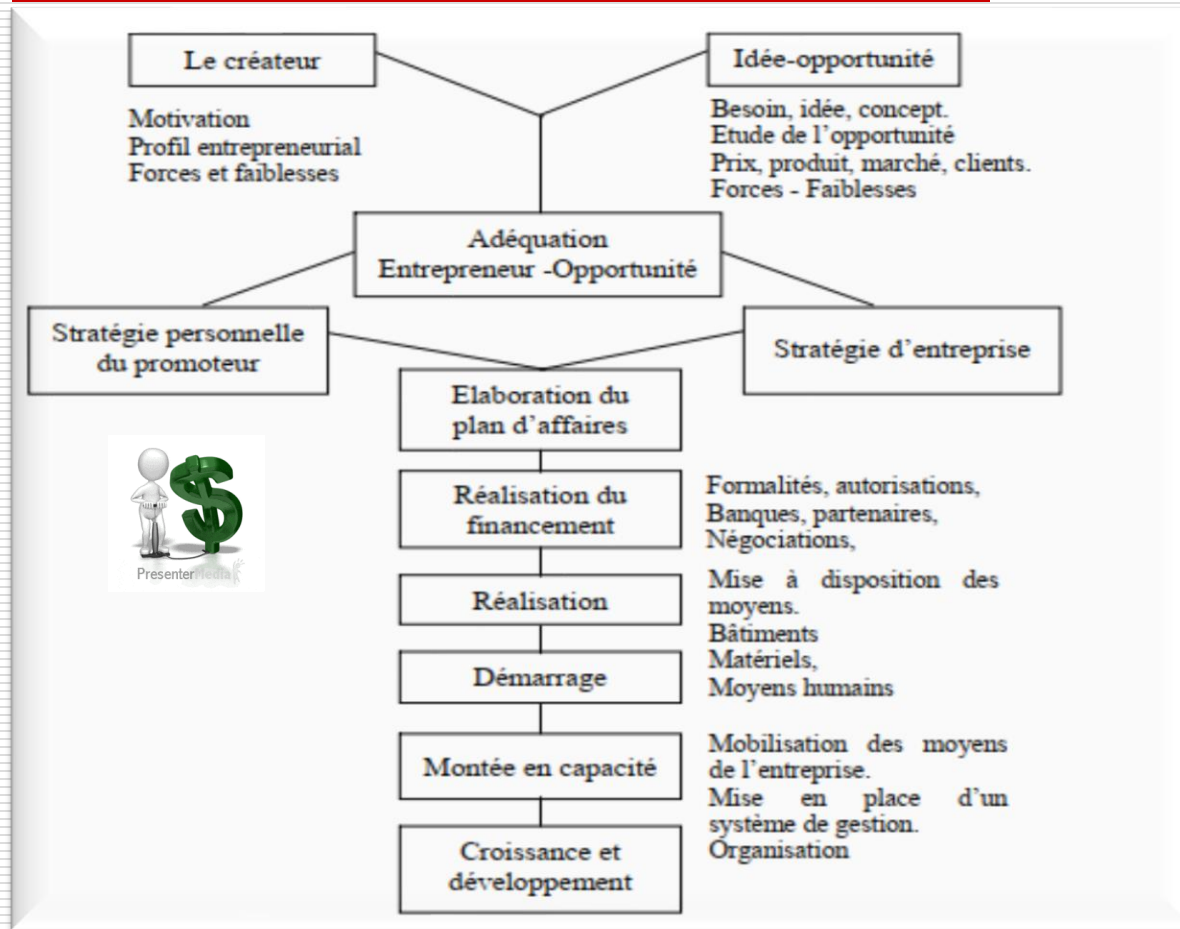 Le créateur
Idée-opportunité
Motivation
Profil entrepreneurial
Forces et faiblesses
Besoin, idée, concept.
Etude de l'opportunité
Prix, produit, marché, clients.
Forces - Faiblesses
Adéquation
Entrepreneur -Opportunité
Stratégie personnelle
du promoteur
Stratégie d'entreprise
Elaboration du
plan d'affaires
Réalisation du
financement
Formalités, autorisations,
Banques, partenaires,
Négociations,
Réalisation
Mise à disposition des
moyens.
Bâtiments
Matériels,
Moyens humains
Démarrage
Montée en capacité
Mobilisation des moyens
de l'entreprise.
Mise en place d'un
système de gestion.
Organisation
Croissance et
développement
PresenterMedia